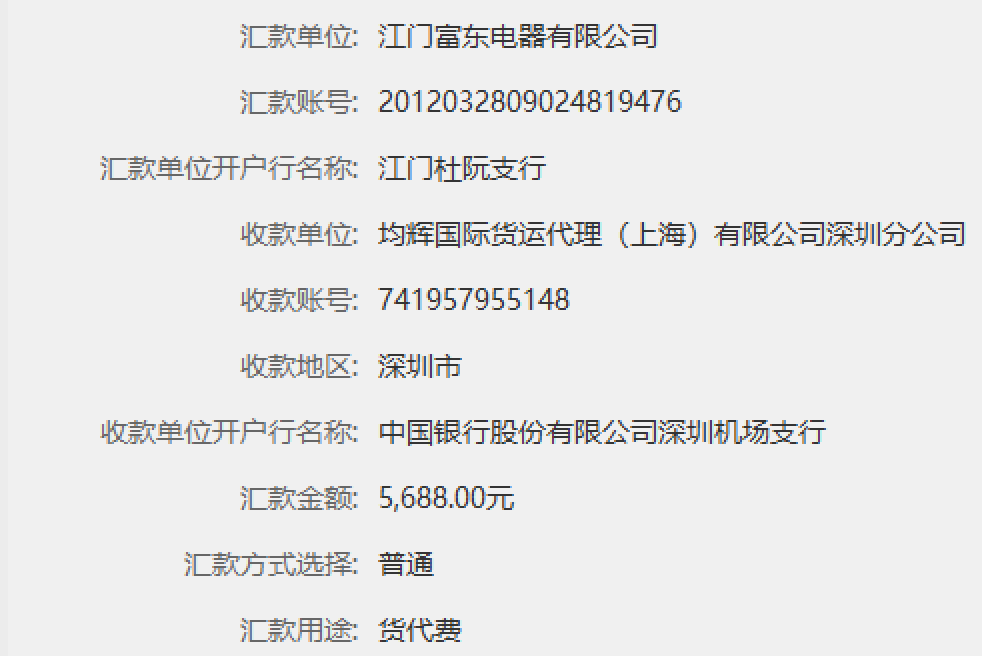 汇款单位: 江门富东电器有限公司
汇款账号: 2012032809024819476
汇款单位开户行名称: 江门杜阮支行
收款单位: 均辉国际货运代理（上海）有限公司深圳分公司
收款账号: 741957955148
收款地区: 深圳市
收款单位开户行名称: 中国银行股份有限公司深圳机场支行
汇款金额: 5,688.00元
汇款方式选择: 普通
汇款用途: 货代费